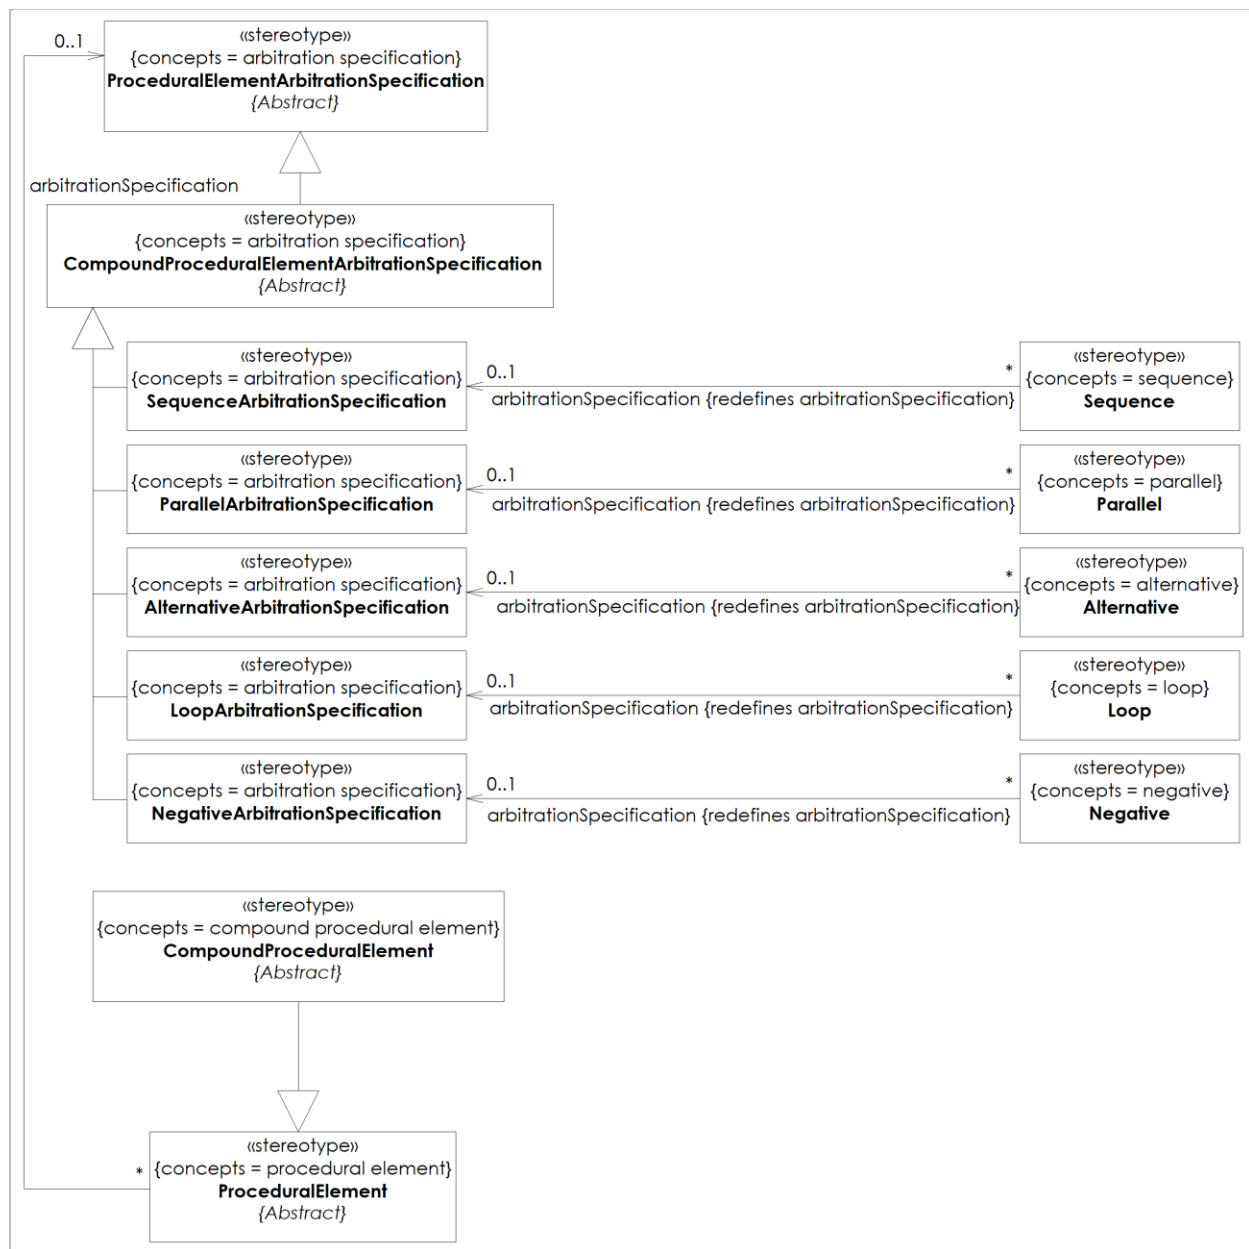 0..1
«stereotype»
{concepts = arbitration specification}
ProceduralElementArbitrationSpecification
{Abstract}
arbitrationSpecification
«stereotype»
{concepts = arbitration specification}
CompoundProceduralElementArbitrationSpecification
{Abstract}
«stereotype»
{concepts = arbitration specification}
SequenceArbitrationSpecification
0..1
*
arbitrationSpecification {redefines arbitrationSpecification}
«stereotype»
{concepts = sequence}
Sequence
«stereotype»
{concepts = arbitration specification}
ParallelArbitrationSpecification
0..1
*
arbitrationSpecification {redefines arbitrationSpecification}
«stereotype»
{concepts = parallel}
Parallel
«stereotype»
{concepts = arbitration specification}
AlternativeArbitrationSpecification
0..1
*
arbitrationSpecification {redefines arbitrationSpecification}
«stereotype»
{concepts = alternative}
Alternative
«stereotype»
{concepts = arbitration specification}
LoopArbitrationSpecification
0..1
*
arbitrationSpecification {redefines arbitrationSpecification}
«stereotype»
{concepts = loop}
Loop
«stereotype»
{concepts = arbitration specification}
NegativeArbitrationSpecification
0..1
*
arbitrationSpecification {redefines arbitrationSpecification}
«stereotype»
{concepts = negative}
Negative
«stereotype»
{concepts = compound procedural element}
CompoundProceduralElement
{Abstract}
*
«stereotype»
{concepts = procedural element}
ProceduralElement
{Abstract}